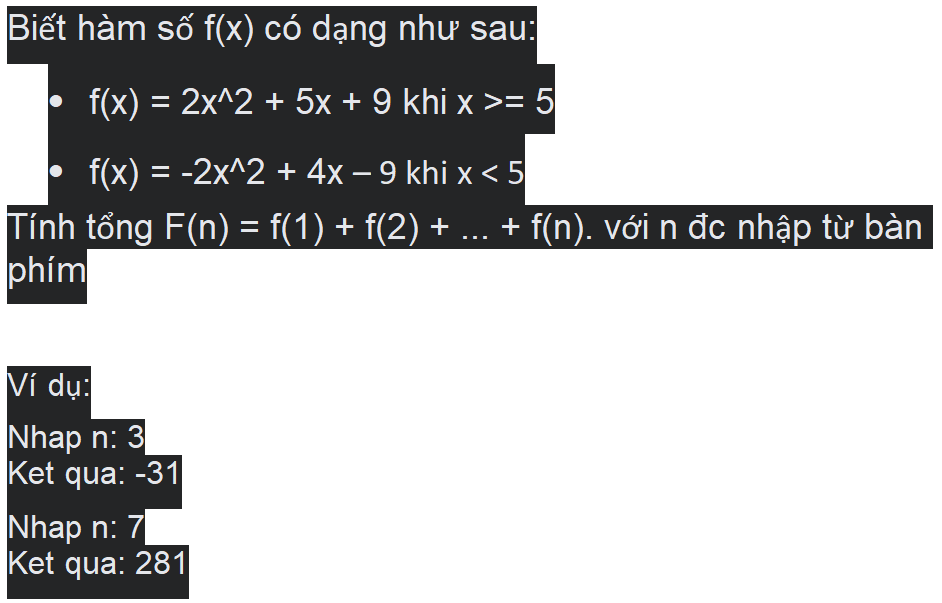 Biết hàm số f(x) có dạng như sau:
• f(x) = 2x^2 + 5x + 9 khi x >= 5
• f(x) = -2x^2 + 4x – 9 khi x < 5
Tính tổng F(n) = f(1) + f(2) + ... + f(n). với n đc nhập từ bàn
phím
Ví dụ:
Nhap n: 3
Ket qua: -31
Nhap n: 7
Ket qua: 281